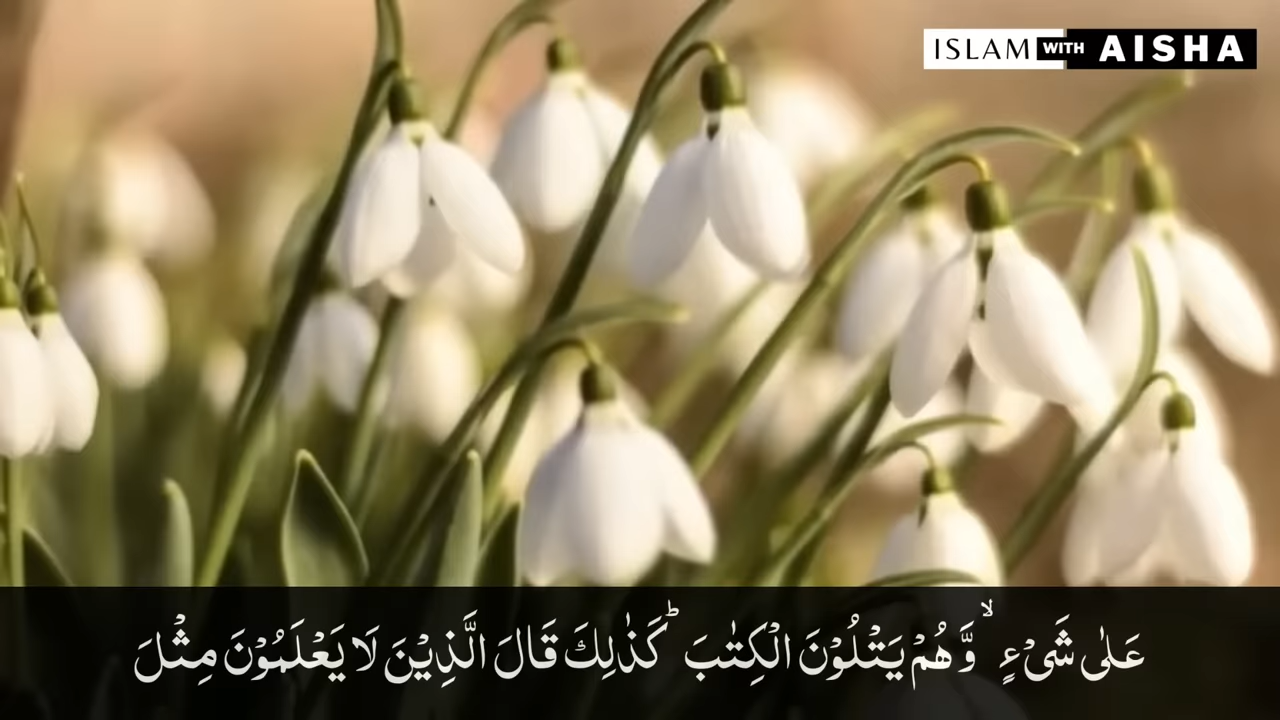 ISLAM WITH AISHA
عَلٰى شَىْءٍ ۙ وَّهُمْ يَتْلُوْنَ الْكِتٰبَ ؕ كَذٰلِكَ قَالَ الَّذِيْنَ لَا يَعْلَمُوْنَ مِثْلَ